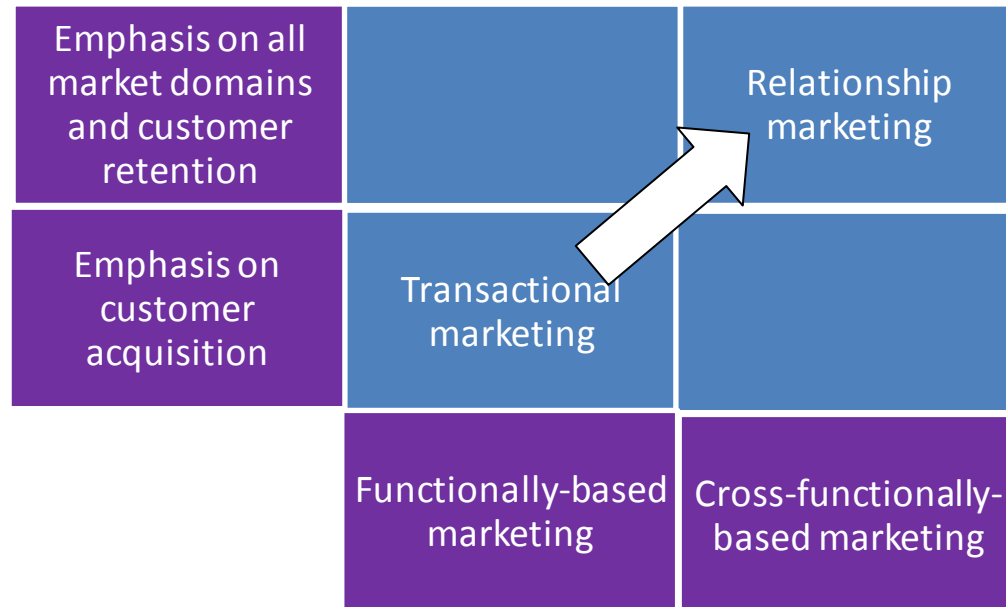 Emphasis on all
market domains
and customer
retention
Relationship
marketing
Emphasis on
customer
acquisition
Transactional
marketing
Functionally-based
marketing
Cross-functionally-
based marketing